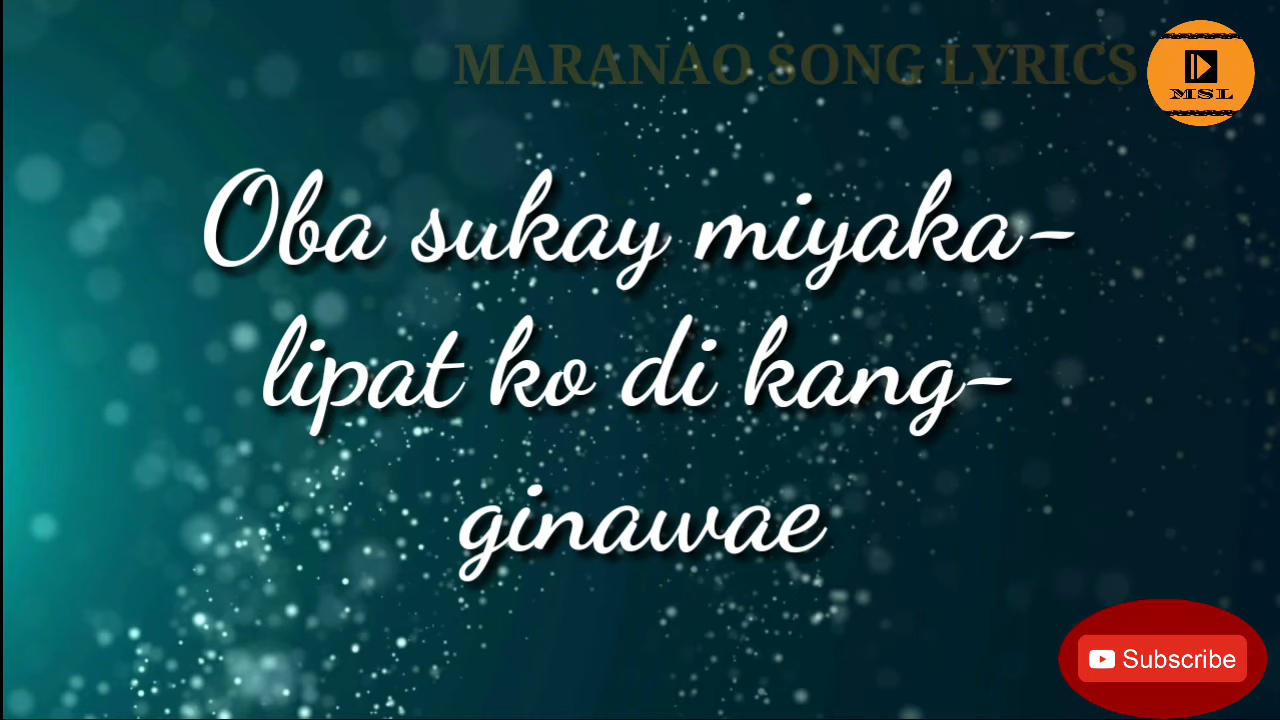 MARANAO SONG LYRICS
MSL
Oba sukay miyaka-
lipat ko di kang-
ginawae
Subscribe